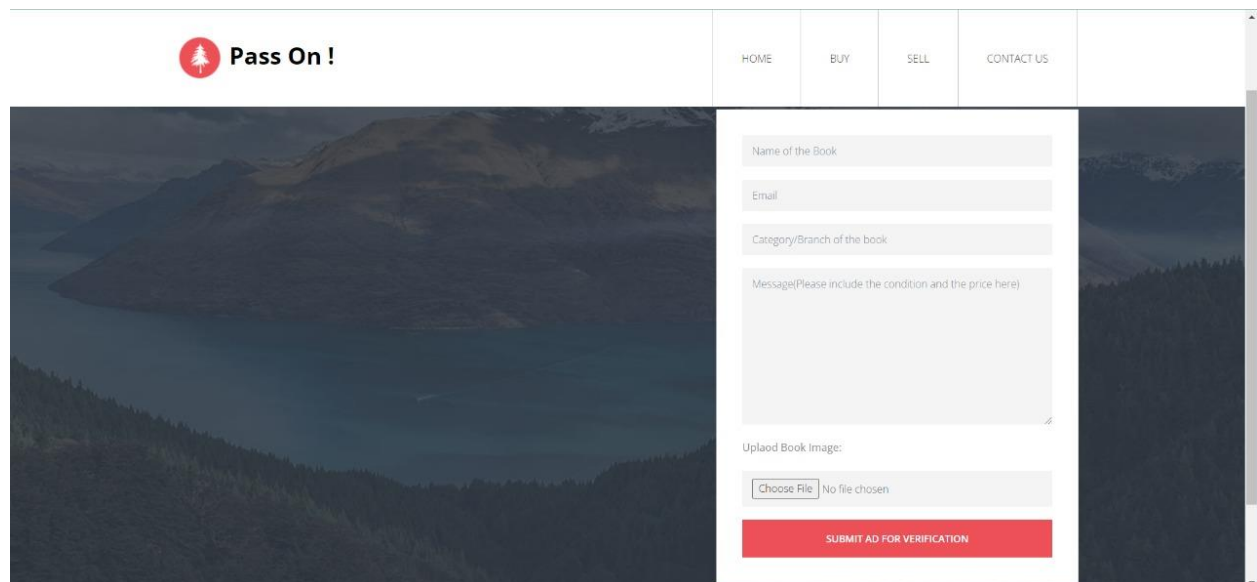 Pass On !
HOME BUY SELL CONTACT US
Name of the Book
Email
Category/Branch of the book
Message(Please include the condition and the price here)
Uplaod Book Image:
Choose File No file chosen
SUBMIT AD FOR VERIFICATION